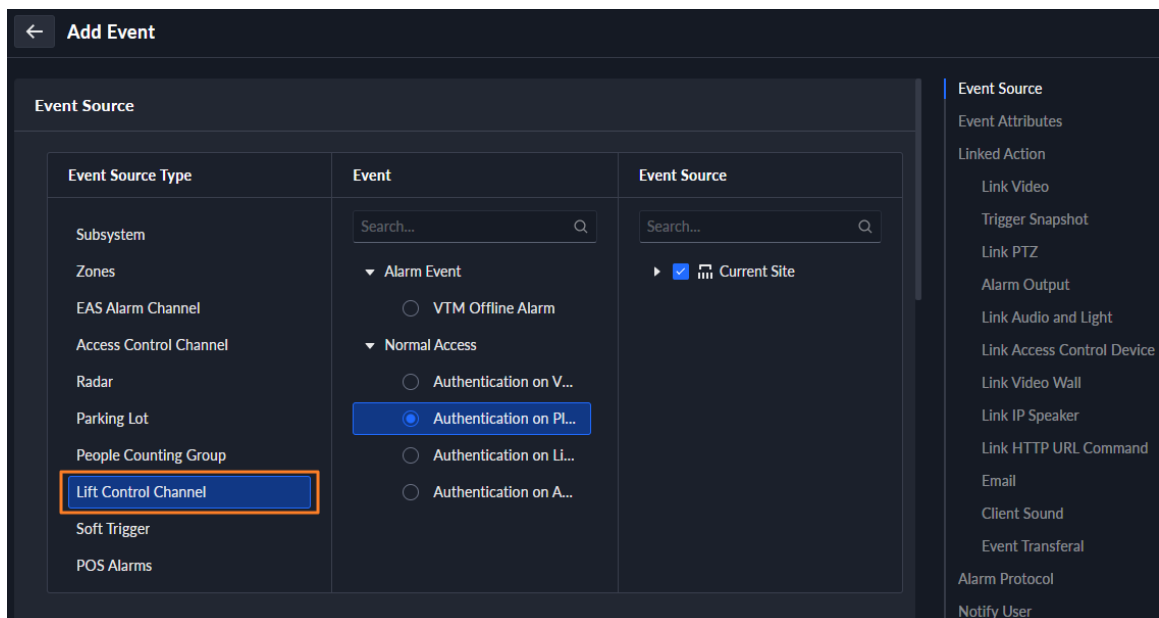 Add Event
Event Source
Event Source Type
Subsystem
Zones
EAS Alarm Channel
Access Control Channel
Radar
Parking Lot
People Counting Group
Lift Control Channel
Soft Trigger
POS Alarms
Event
Search...
Alarm Event
VTM Offline Alarm
Normal Access
Authentication on V...
Authentication on Pl...
Authentication on Li...
Authentication on A...
Event Source
Search...
Current Site
Event Source
Event Attributes
Linked Action
Link Video
Trigger Snapshot
Link PTZ
Alarm Output
Link Audio and Light
Link Access Control Device
Link Video Wall
Link IP Speaker
Link HTTP URL Command
Email
Client Sound
Event Transferal
Alarm Protocol
Notify User